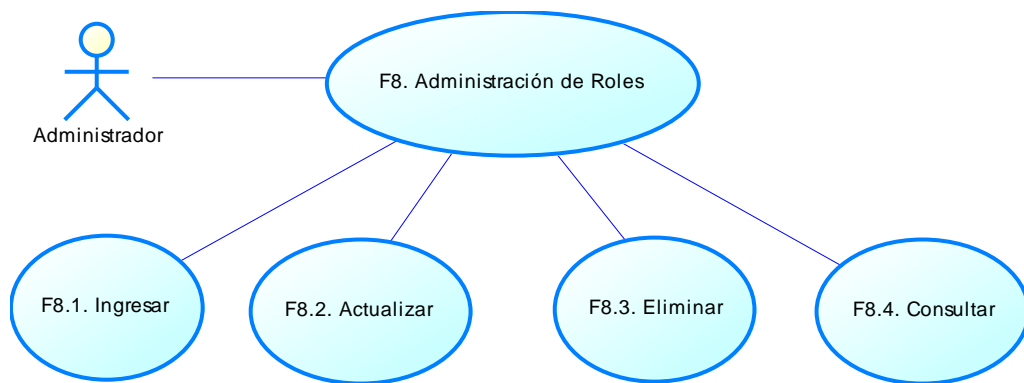 F8. Administración de Roles
Administrador
F8.1. Ingresar
F8.2. Actualizar
F8.3. Eliminar
F8.4. Consultar